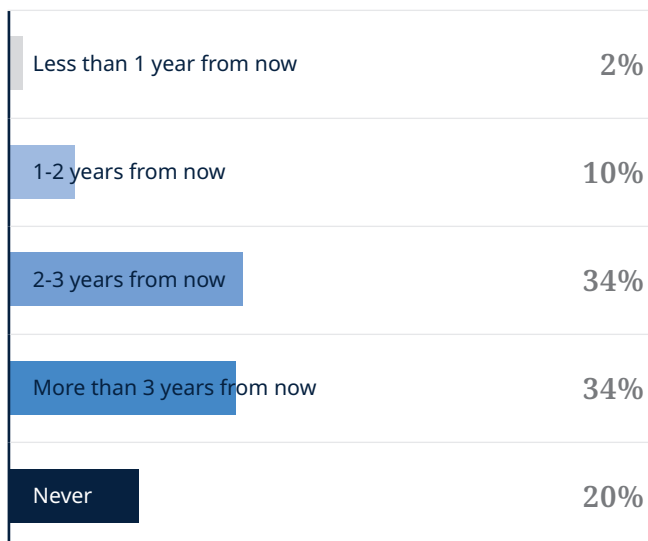 Less than 1 year from now 2%
1-2 years from now 10%
2-3 years from now 34%
More than 3 years from now 34%
Never 20%